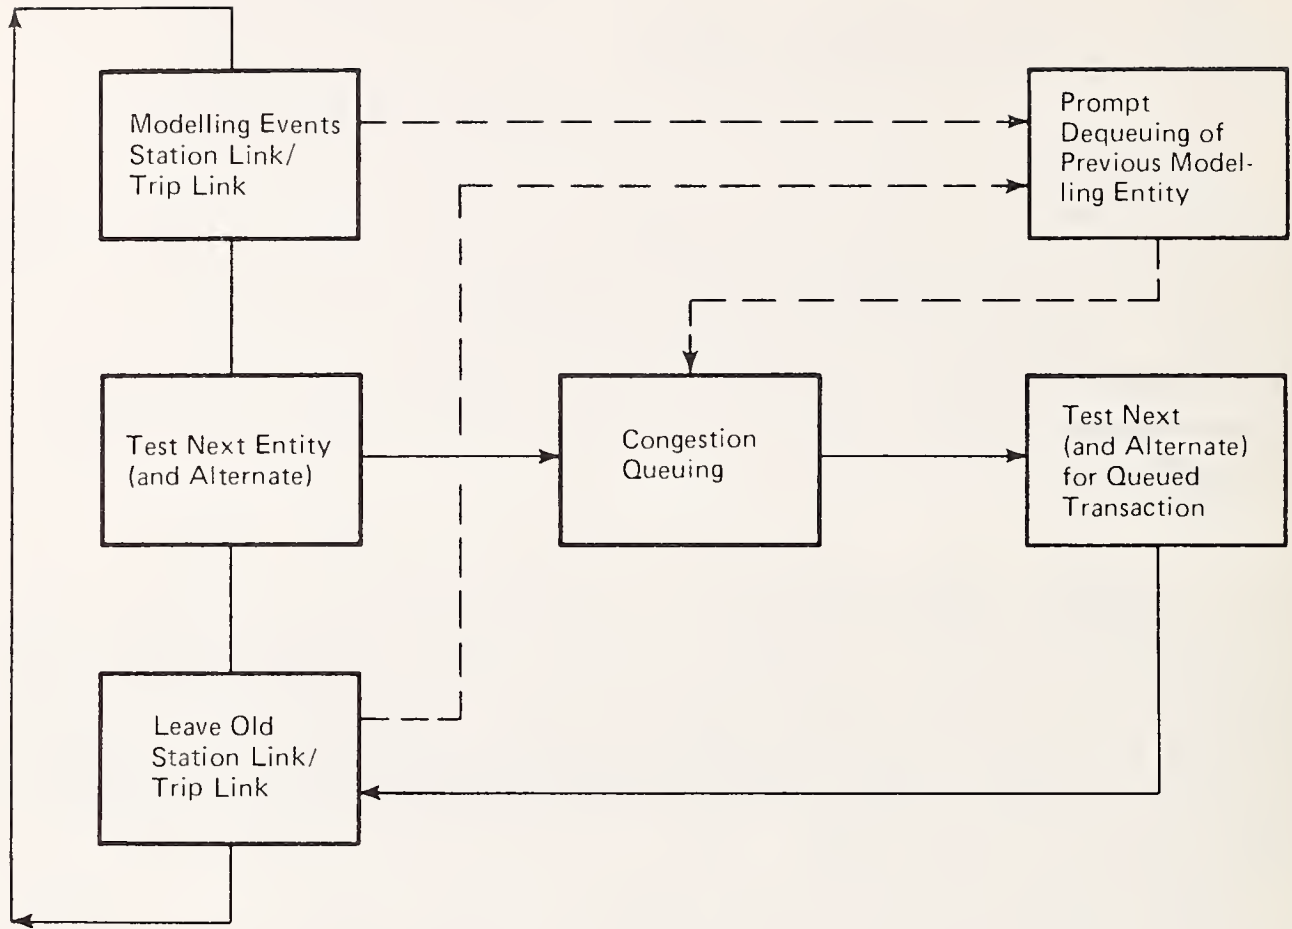 Modelling Events
Station Link/
Trip Link
Prompt
Dequeuing of
Previous Model-
ling Entity
Test Next Entity
(and Alternate)
Congestion
Queuing
Test Next
(and Alternate)
for Queued
Transaction
Leave Old
Station Link/
Trip Link